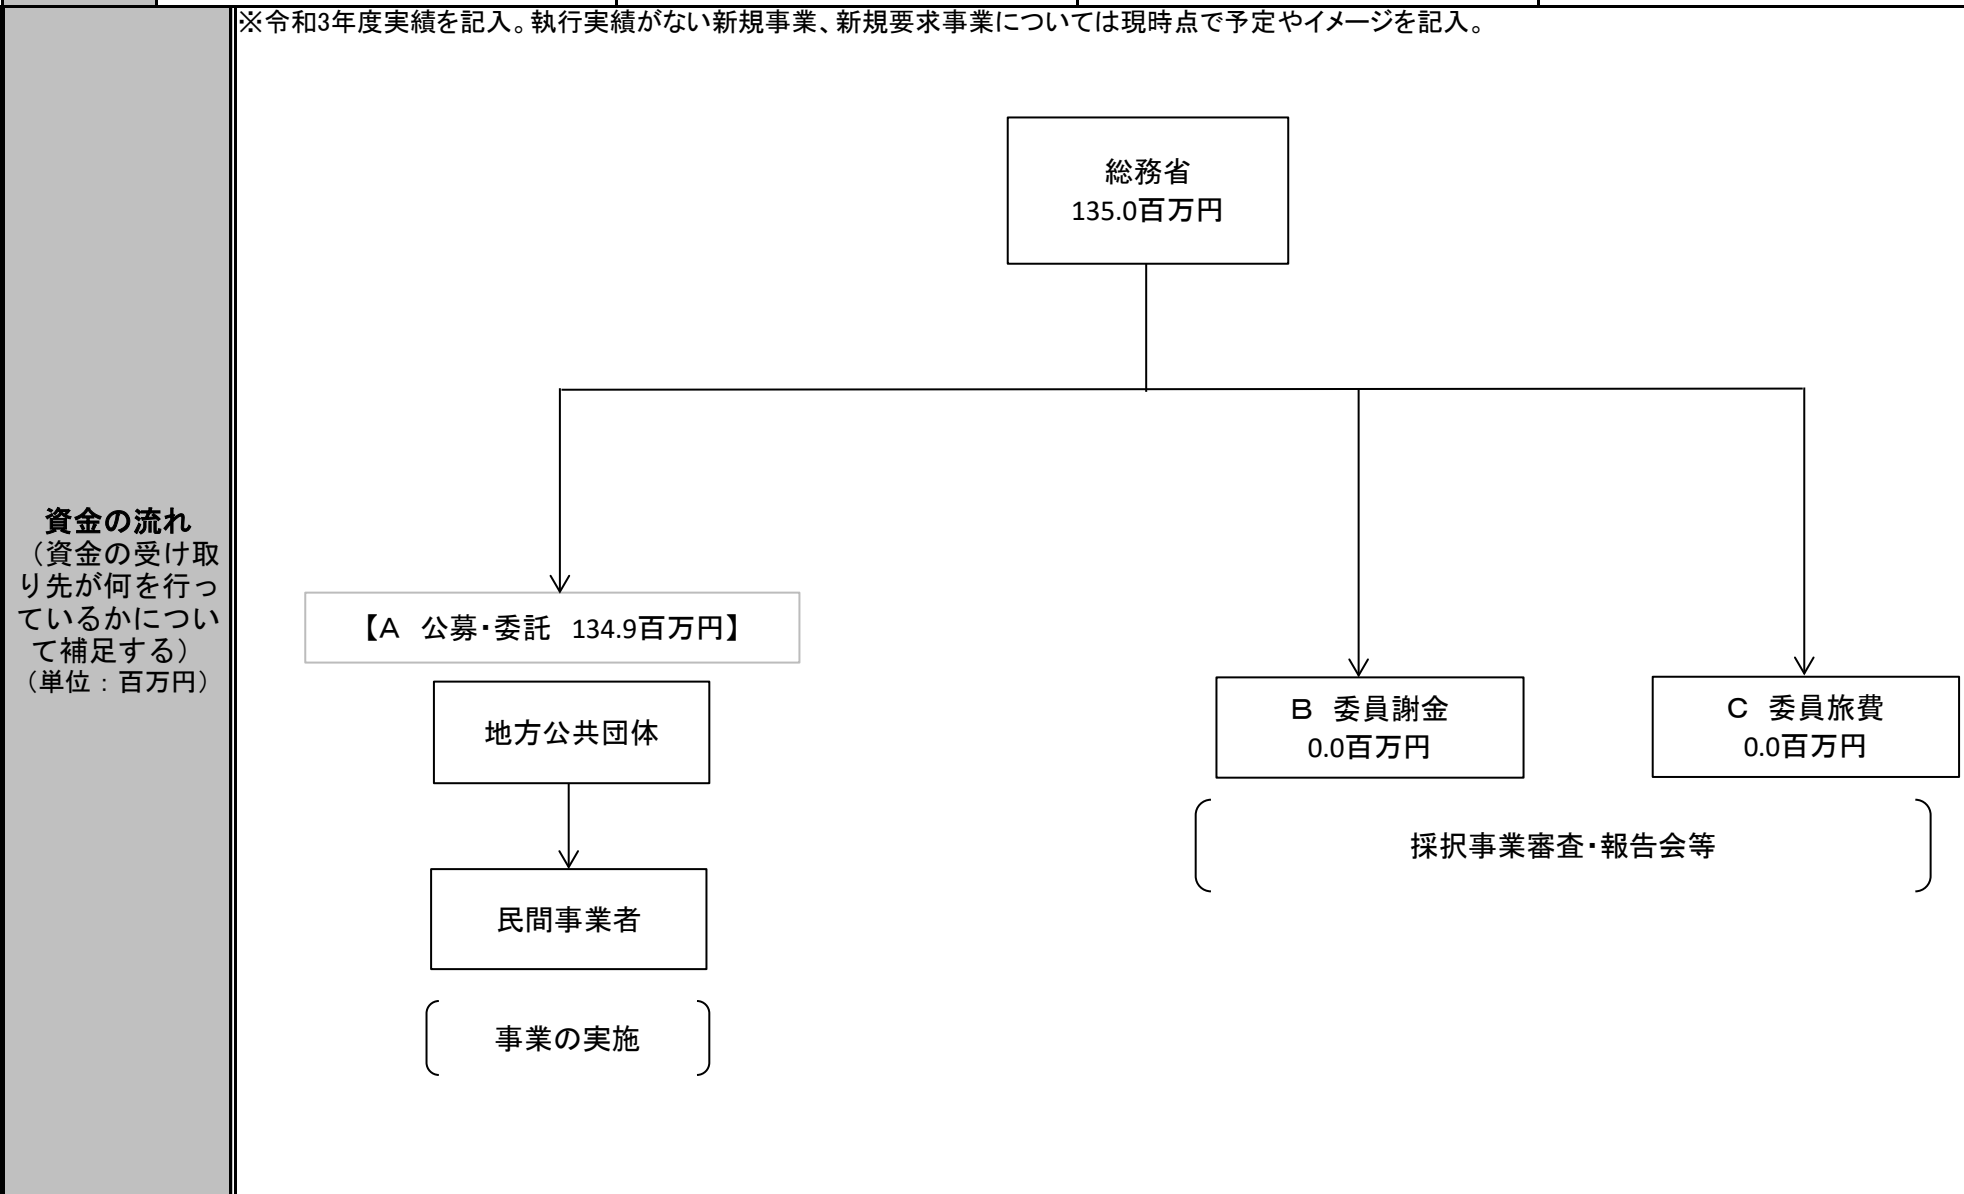 ※令和3年度実績を記入。執行実績がない新規事業、新規要求事業については現時点で予定やイメージを記入。
資金の流れ
（資金の受け取
り先が何を行っ
ているかについ
て補足する）
（単位：百万円）
総務省
135.0百万円
【Ａ　公募・委託　134.9百万円】
地方公共団体
民間事業者
事業の実施
Ｂ　委員謝金
0.0百万円
Ｃ　委員旅費
0.0百万円
採択事業審査・報告会等